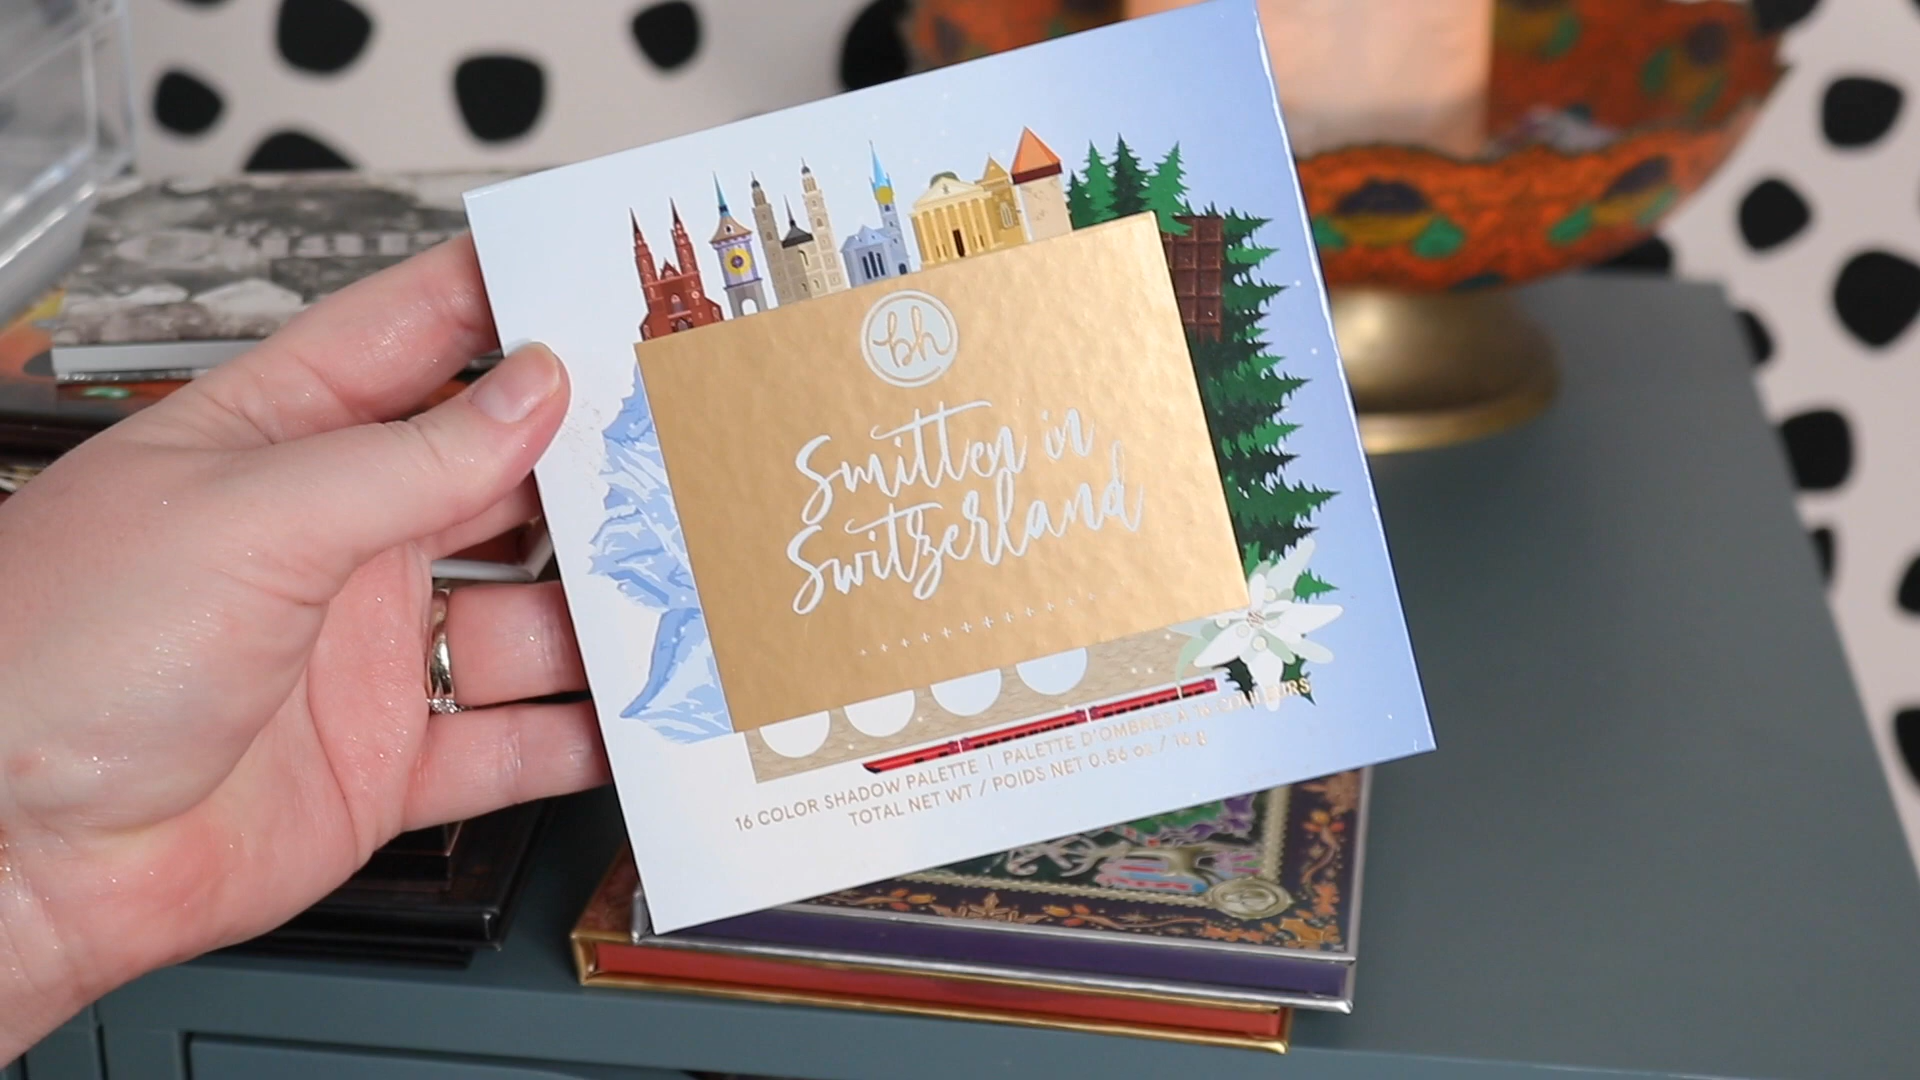 bh
Smitten in
Switzerland
16 COLOR SHADOW PALETTE | PALETTE D'OMBRES À 16 COULEURS
TOTAL NET WT / POIDS NET 0.56 oz / 16 g